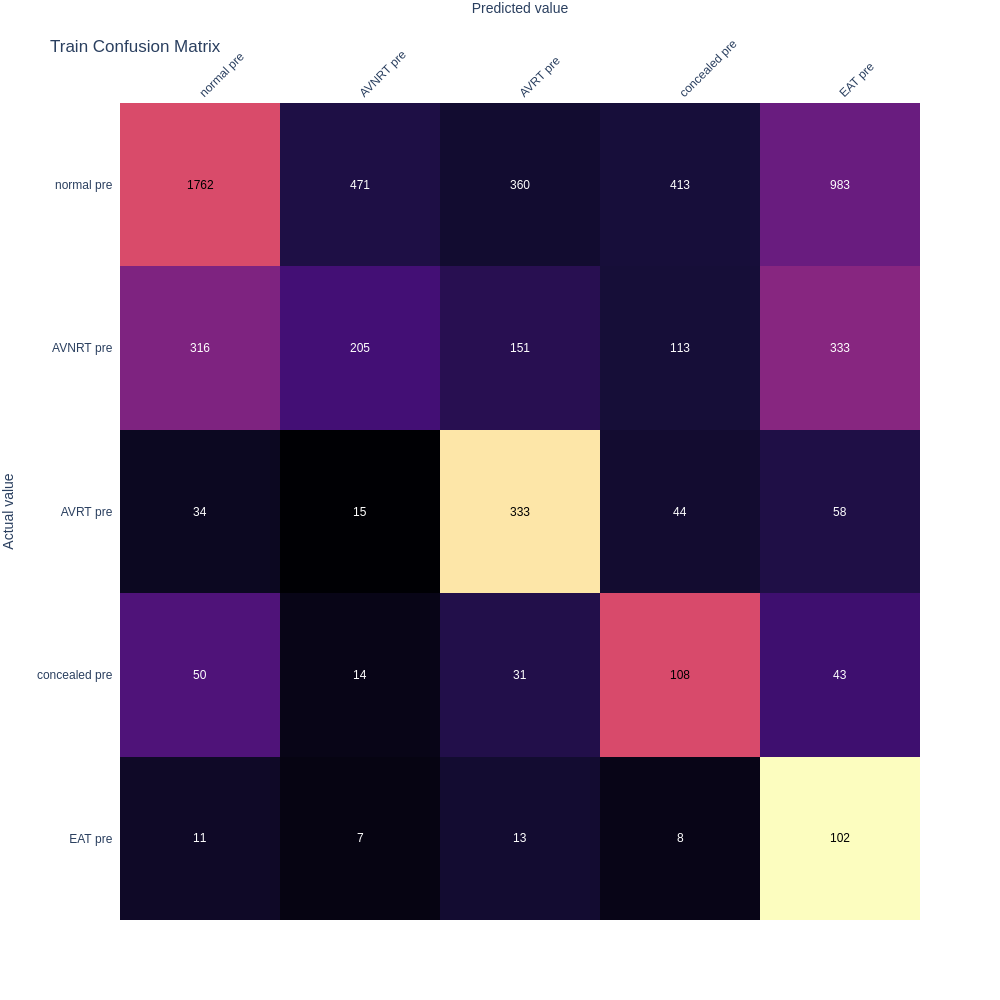 Predicted value
Train Confusion Matrix
normal pre AVNRT pre AVRT pre concealed pre EAT pre
normal pre 1762 471 360 413 983
AVNRT pre 316 205 151 113 333
AVRT pre 34 15 333 44 58
concealed pre 50 14 31 108 43
EAT pre 11 7 13 8 102
Actual value